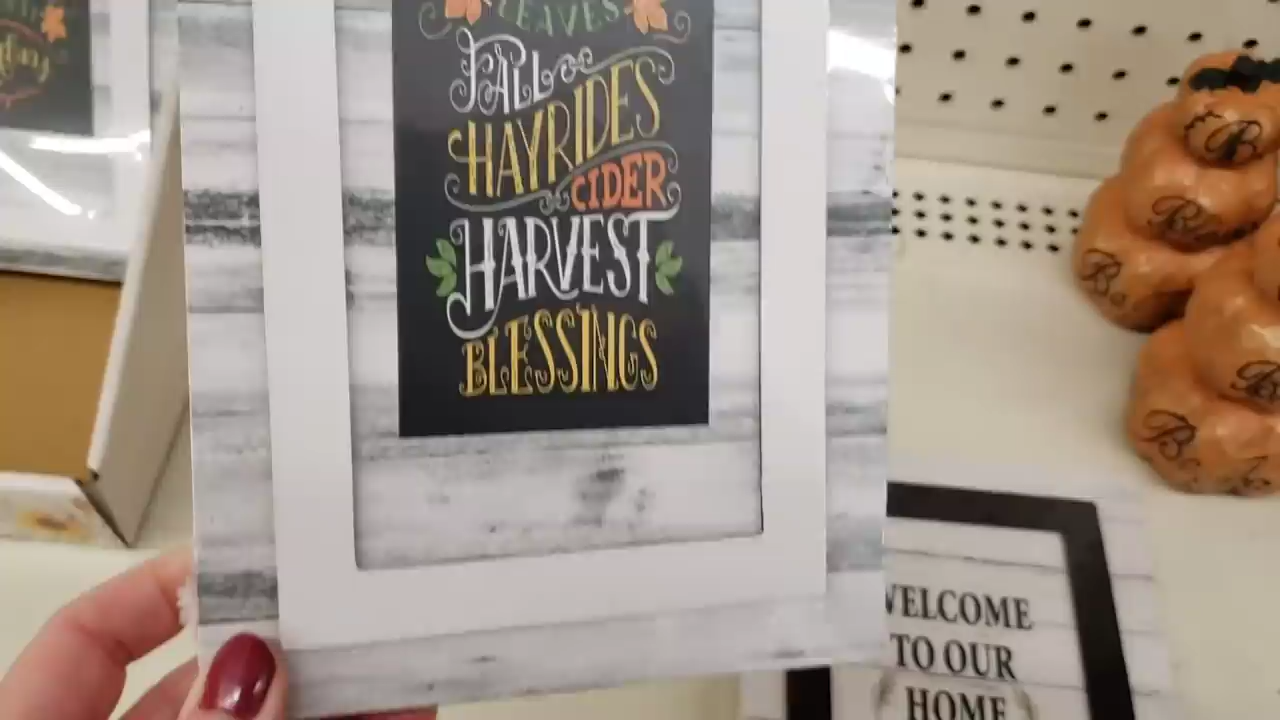 LEAVES
FALL
HAYRIDES
CIDER
HARVEST
BLESSINGS
WELCOME
TO OUR
HOME